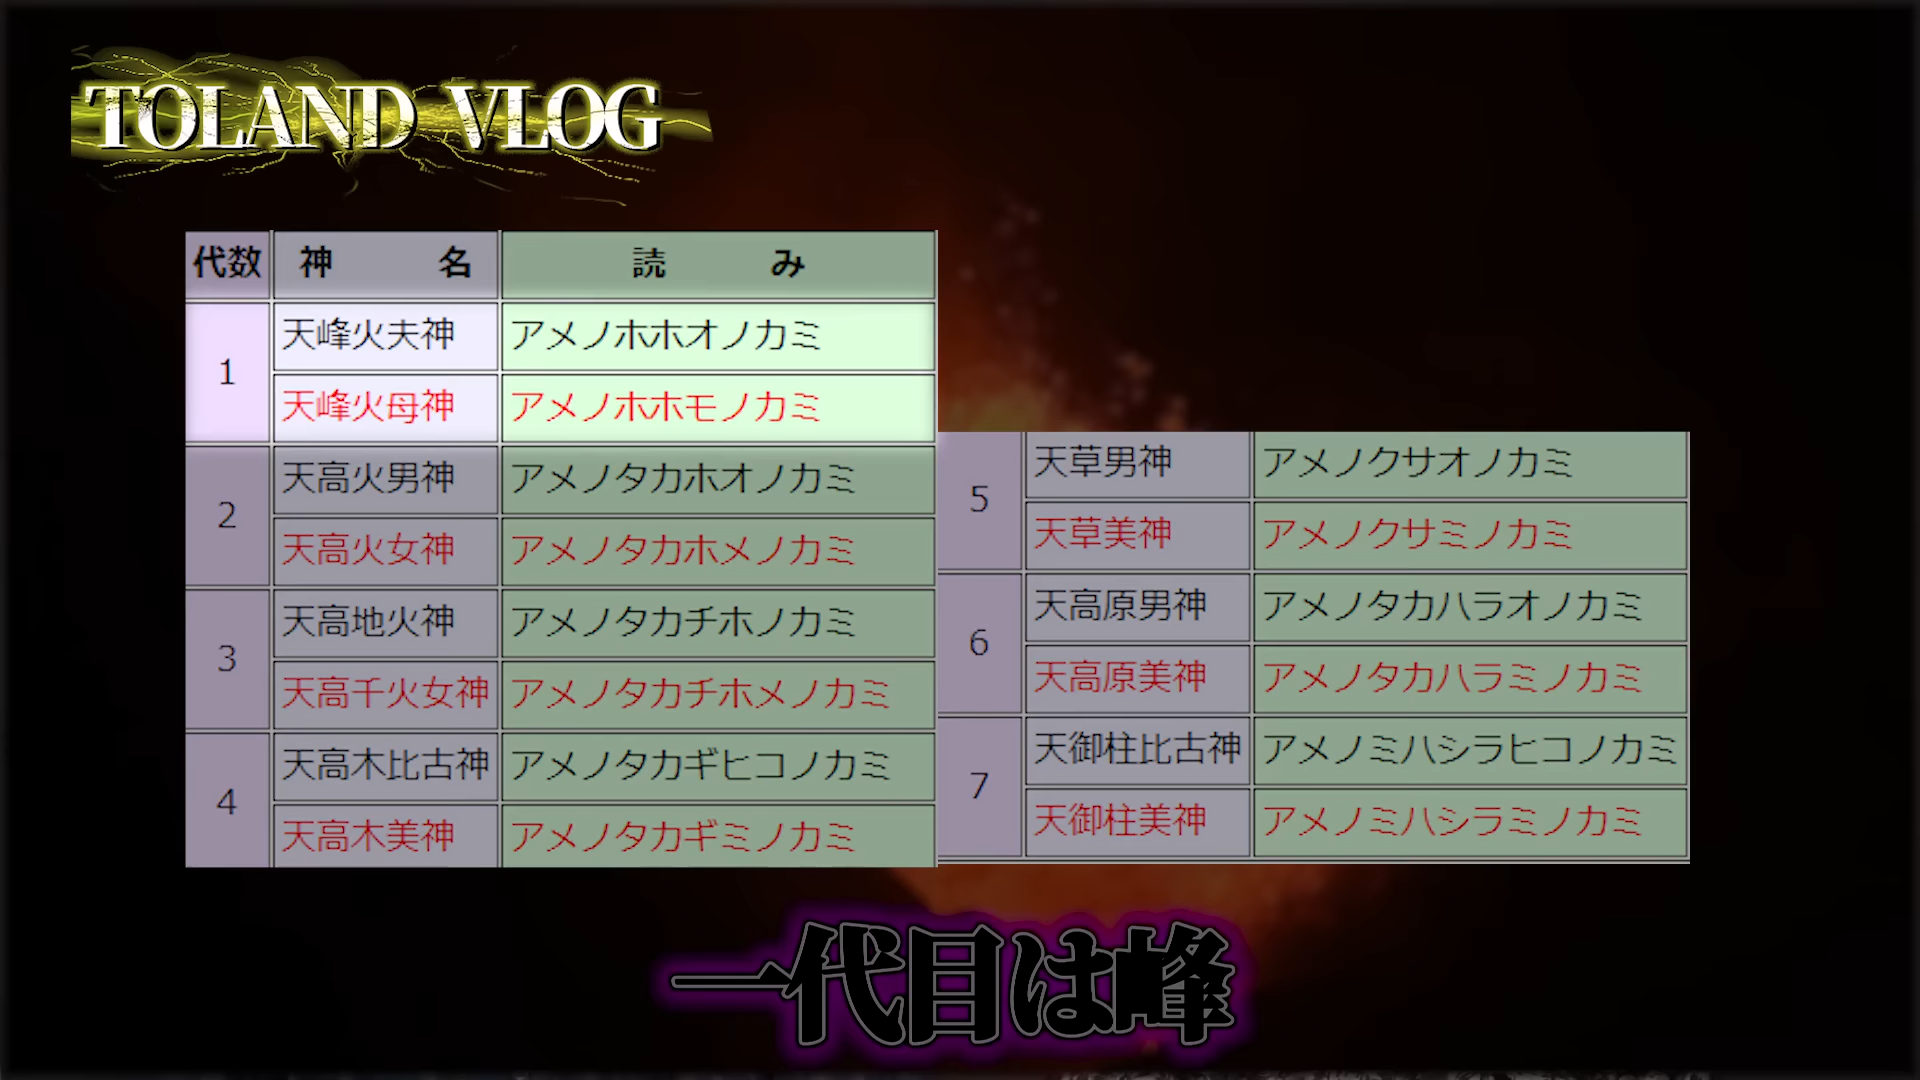 TOLAND VLOG
代数 神名 読み
1 天峰火夫神 アメノホホオノカミ
天峰火母神 アメノホホモノカミ
2 天高火男神 アメノタカホオノカミ
天高火女神 アメノタカホメノカミ
3 天高地火神 アメノタカチホノカミ
天高千火女神 アメノタカチホメノカミ
4 天高木比古神 アメノタカギヒコノカミ
天高木美神 アメノタカギミノカミ
5 天草男神 アメノクサオノカミ
天草美神 アメノクサミノカミ
6 天高原男神 アメノタカハラオノカミ
天高原美神 アメノタカハラミノカミ
7 天御柱比古神 アメノミハシラヒコノカミ
天御柱美神 アメノミハシラミノカミ
一代目は峰